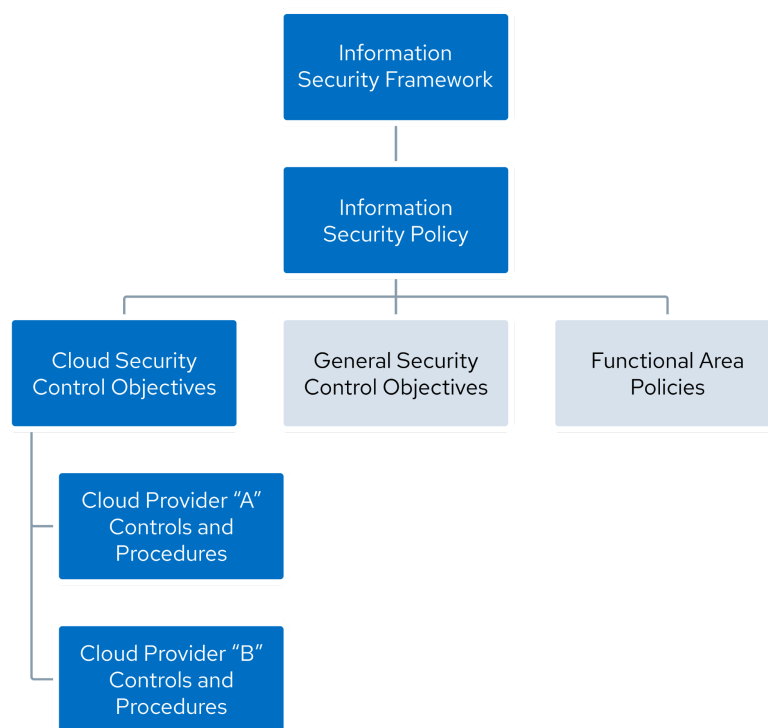 Information
Security Framework
Information
Security Policy
Cloud Security
Control Objectives
General Security
Control Objectives
Functional Area
Policies
Cloud Provider “A”
Controls and
Procedures
Cloud Provider “B”
Controls and
Procedures